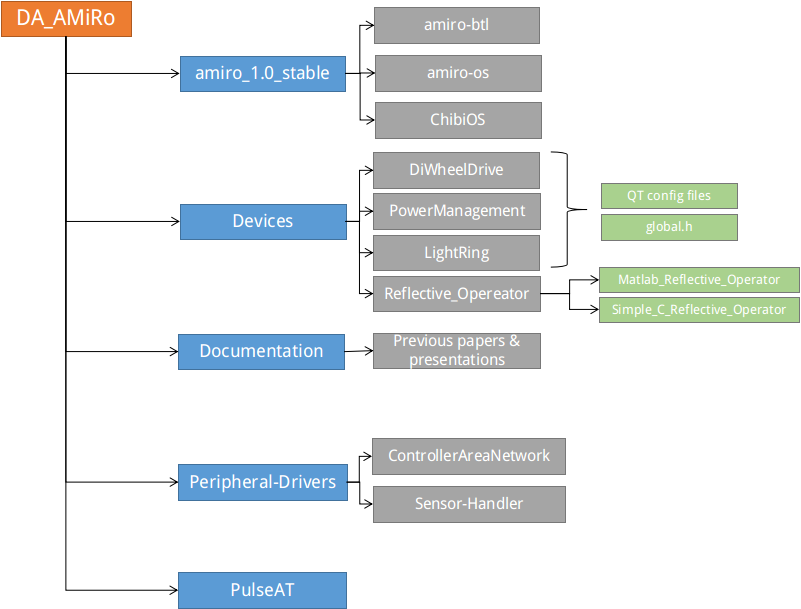 DA_AMiRo
amiro_1.0_stable
amiro-btl
amiro-os
ChibiOS
Devices
DiWheelDrive
PowerManagement
LightRing
QT config files
global.h
Reflective_Opereator
Matlab_Reflective_Operator
Simple_C_Reflective_Operator
Documentation
Previous papers &
presentations
Peripheral-Drivers
ControllerAreaNetwork
Sensor-Handler
PulseAT